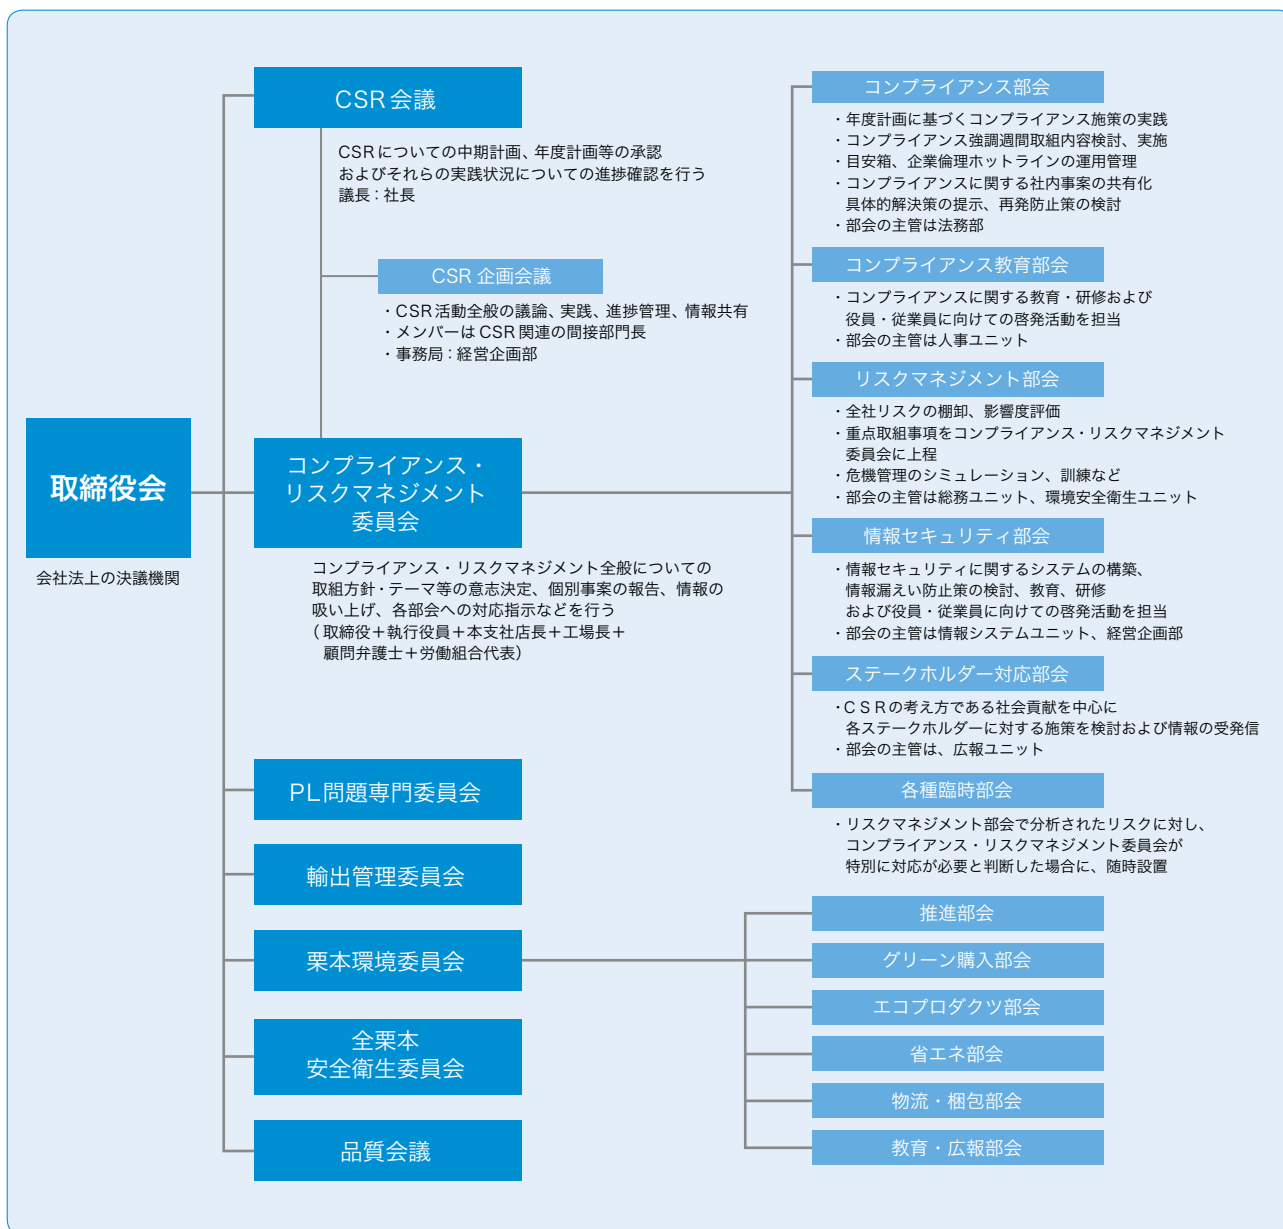 取締役会
会社法上の決議機関
CSR会議
CSRについての中期計画、年度計画等の承認
およびそれらの実践状況についての進捗確認を行う
議長：社長
CSR 企画会議
・CSR活動全般の議論、実践、進捗管理、情報共有
・メンバーはCSR関連の間接部門長
・事務局：経営企画部
コンプライアンス・
リスクマネジメント
委員会
コンプライアンス・リスクマネジメント全般についての
取組方針・テーマ等の意志決定、個別事案の報告、情報の
吸い上げ、各部会への対応指示などを行う
（取締役＋執行役員＋本支社店長＋工場長＋
顧問弁護士＋労働組合代表）
PL問題専門委員会
輸出管理委員会
栗本環境委員会
全栗本
安全衛生委員会
品質会議
コンプライアンス部会
・年度計画に基づくコンプライアンス施策の実践
・コンプライアンス強調週間取組内容検討、実施
・目安箱、企業倫理ホットラインの運用管理
・コンプライアンスに関する社内事案の共有化
具体的解決策の提示、再発防止策の検討
・部会の主管は法務部
コンプライアンス教育部会
・コンプライアンスに関する教育・研修および
役員・従業員に向けての啓発活動を担当
・部会の主管は人事ユニット
リスクマネジメント部会
・全社リスクの棚卸、影響度評価
・重点取組事項をコンプライアンス・リスクマネジメント
委員会に上程
・危機管理のシミュレーション、訓練など
・部会の主管は総務ユニット、環境安全衛生ユニット
情報セキュリティ部会
・情報セキュリティに関するシステムの構築、
情報漏えい防止策の検討、教育、研修
および役員・従業員に向けての啓発活動を担当
・部会の主管は情報システムユニット、経営企画部
ステークホルダー対応部会
・CSRの考え方である社会貢献を中心に
各ステークホルダーに対する施策を検討および情報の受発信
・部会の主管は、広報ユニット
各種臨時部会
・リスクマネジメント部会で分析されたリスクに対し、
コンプライアンス・リスクマネジメント委員会が
特別に対応が必要と判断した場合に、随時設置
推進部会
グリーン購入部会
エコプロダクツ部会
省エネ部会
物流・梱包部会
教育・広報部会